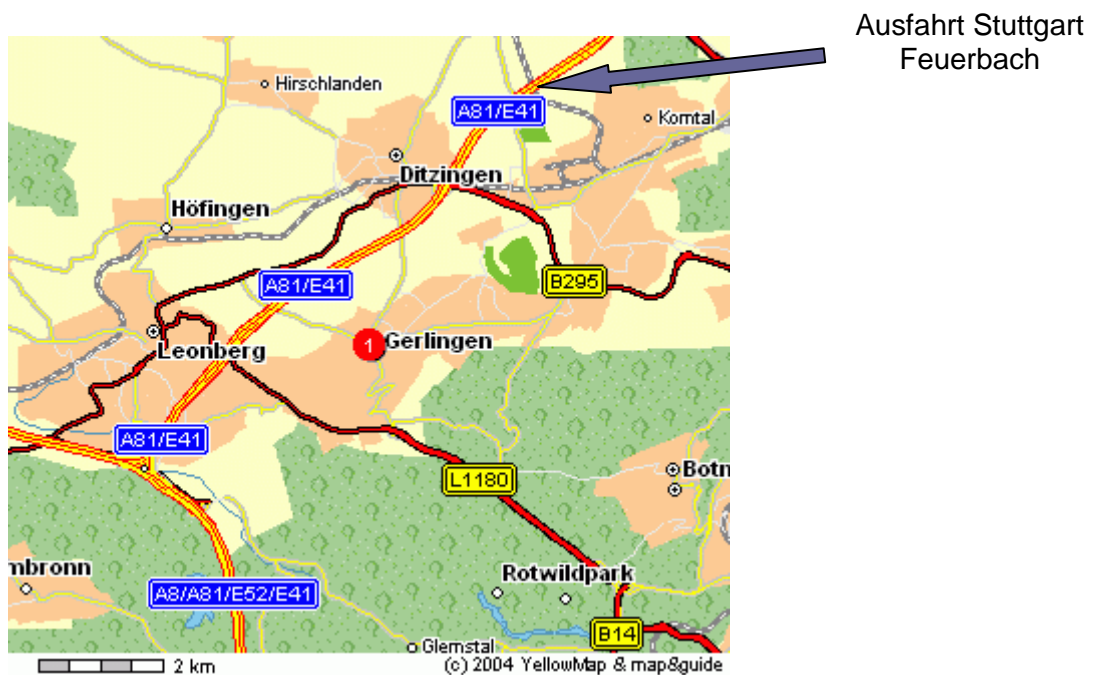 Ausfahrt Stuttgart
Feuerbach
Hirschlanden
A81/E41
Korntal
Ditzingen
Höfingen
A81/E41
B295
1 Gerlingen
Leonberg
A81/E41
L1180
Botn
mbronn
Rotwildpark
A8/A81/E52/E41
B14
Glemstal
2 km
(c) 2004 YellowMap & map&guide